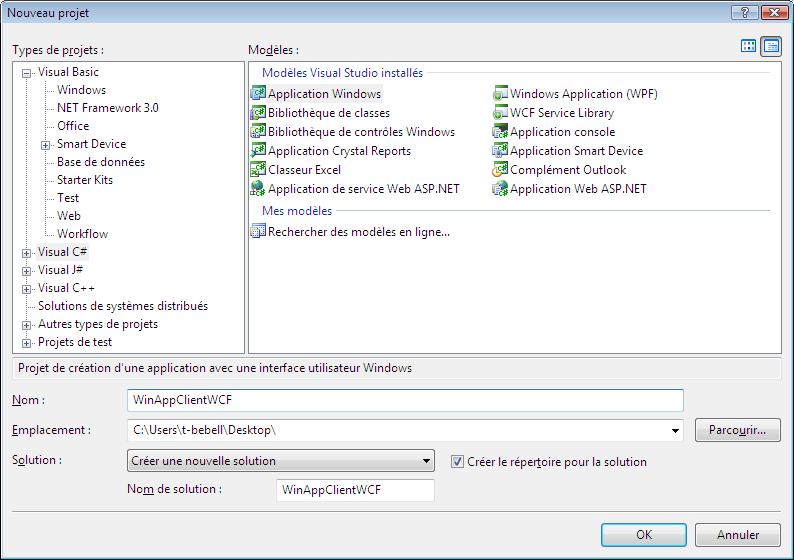 Nouveau projet
Types de projets :
Modèles :
Visual Basic
Windows
NET Framework 3.0
Office
Smart Device
Base de données
Starter Kits
Test
Web
Workflow
Visual C#
Visual J#
Visual C++
Solutions de systèmes distribués
Autres types de projets
Projets de test
Modèles Visual Studio installés
Application Windows
Windows Application (WPF)
Bibliothèque de classes
WCF Service Library
Bibliothèque de contrôles Windows
Application console
Application Crystal Reports
Application Smart Device
Classeur Excel
Complément Outlook
Application de service Web ASP.NET
Application Web ASP.NET
Mes modèles
Rechercher des modèles en ligne...
Projet de création d'une application avec une interface utilisateur Windows
Nom :
WinAppClientWCF
Emplacement :
C:\Users\t-bebell\Desktop\
Parcourir...
Solution :
Créer une nouvelle solution
Créer le répertoire pour la solution
Nom de solution :
WinAppClientWCF
OK
Annuler